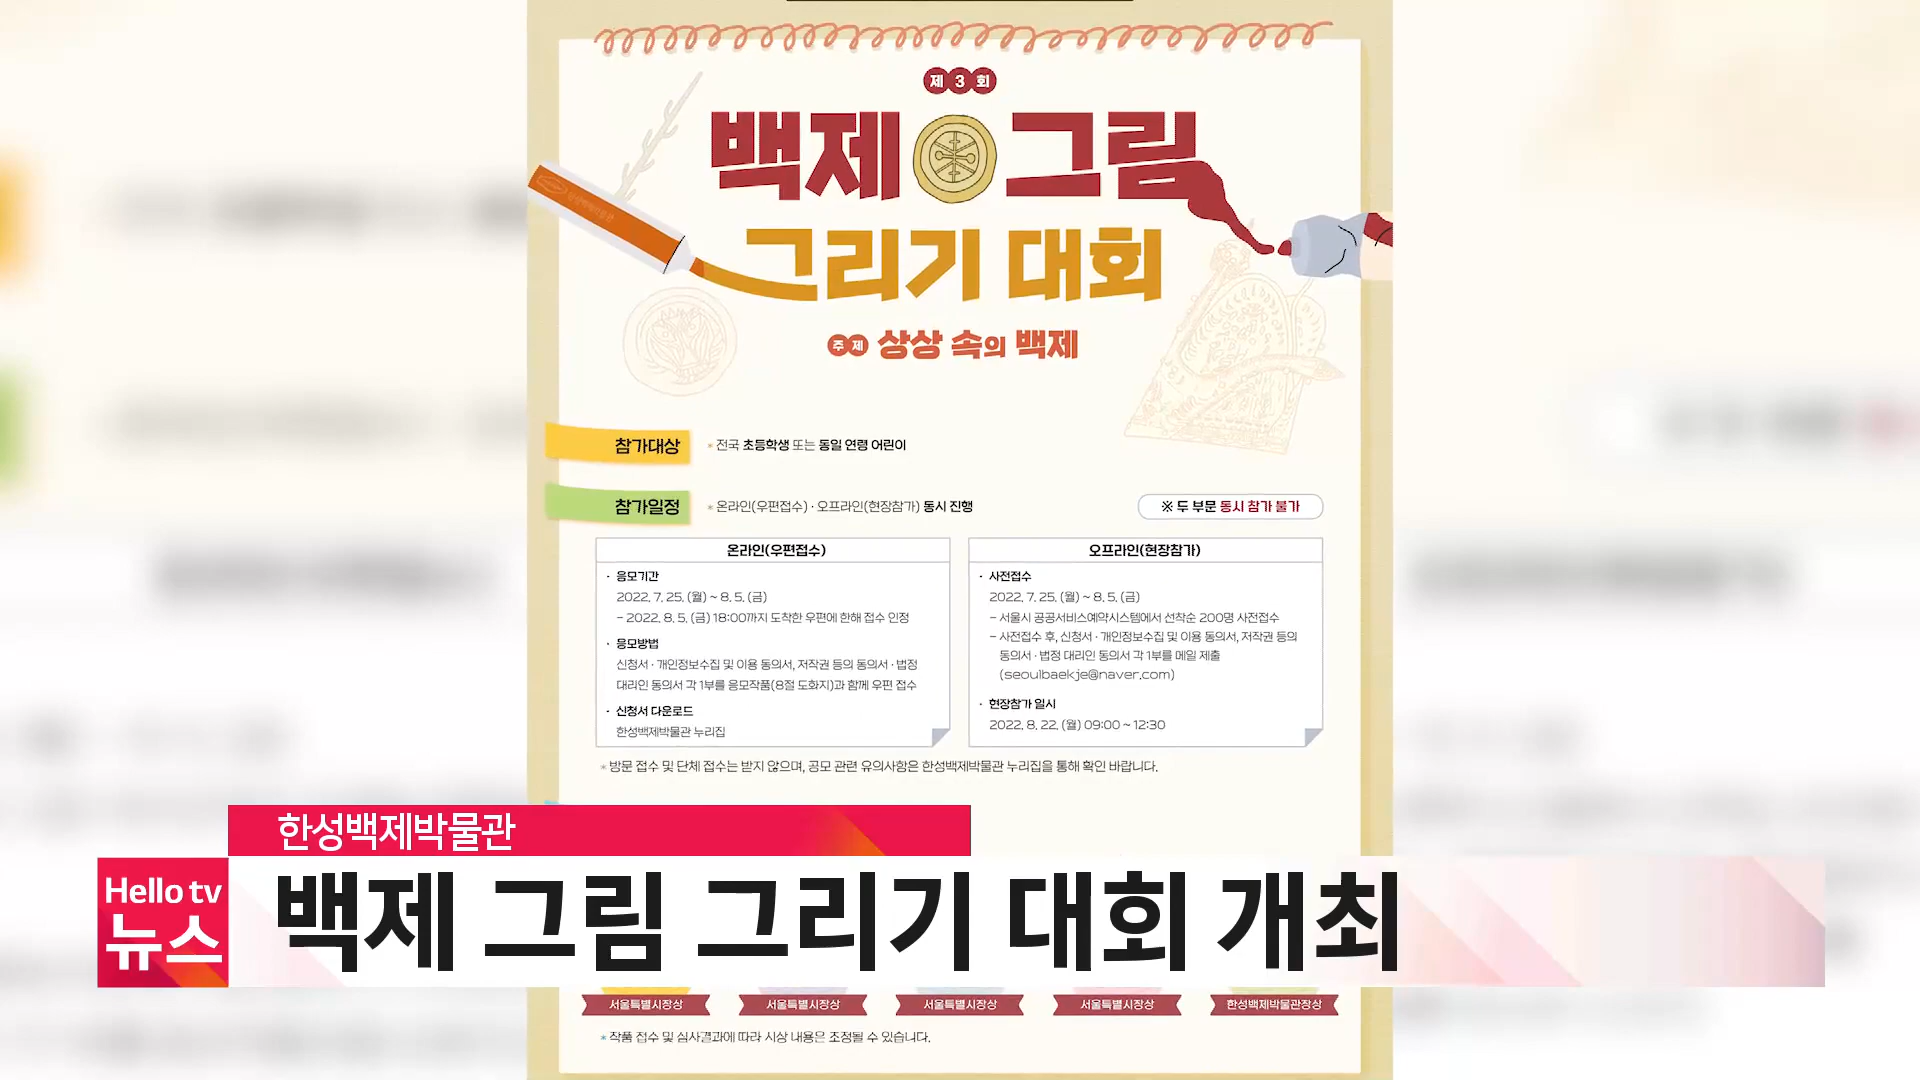 제 3 회
백제 그림
그리기 대회
주제 상상 속의 백제
참가대상
* 전국 초등학생 또는 동일 연령 어린이
참가일정
* 온라인(우편접수) · 오프라인(현장참가) 동시 진행
※ 두 부문 동시 참가 불가
온라인(우편접수)
· 응모기간
2022. 7. 25. (월) ~ 8. 5. (금)
- 2022. 8. 5. (금) 18:00까지 도착한 우편에 한해 접수 인정
· 응모방법
신청서 · 개인정보수집 및 이용 동의서, 저작권 등의 동의서 · 법정
대리인 동의서 각 1부를 응모작품(8절 도화지)과 함께 우편 접수
· 신청서 다운로드
한성백제박물관 누리집
오프라인(현장참가)
· 사전접수
2022. 7. 25. (월) ~ 8. 5. (금)
- 서울시 공공서비스예약시스템에서 선착순 200명 사전접수
- 사전접수 후, 신청서 · 개인정보수집 및 이용 동의서, 저작권 등의
동의서 · 법정 대리인 동의서 각 1부를 메일 제출
(seoulbaekje@naver.com)
· 현장참가 일시
2022. 8. 22. (월) 09:00 ~ 12:30
* 방문 접수 및 단체 접수는 받지 않으며, 공모 관련 유의사항은 한성백제박물관 누리집을 통해 확인 바랍니다.
한성백제박물관
Hello tv
뉴스
백제 그림 그리기 대회 개최
서울특별시장상
서울특별시장상
서울특별시장상
서울특별시장상
한성백제박물관장상
* 작품 접수 및 심사결과에 따라 시상 내용은 조정될 수 있습니다.